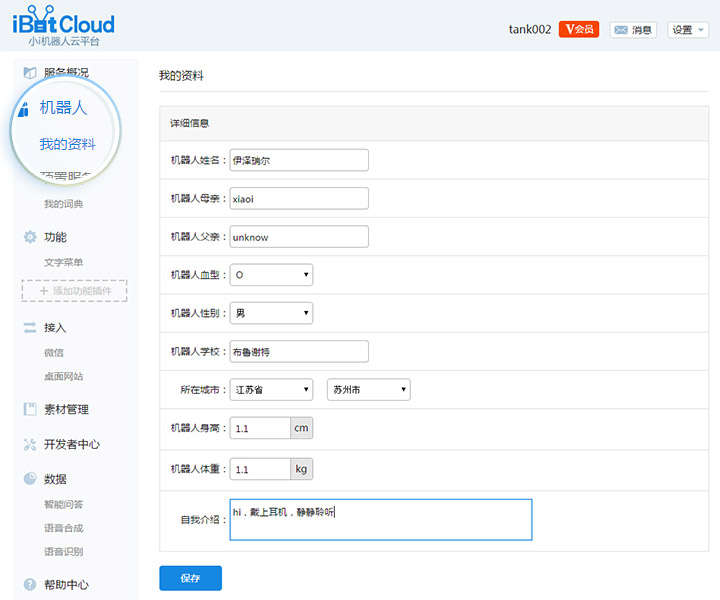 iBotCloud
小i机器人云平台
tank002
V会员
消息
设置
服务概况
机器人
我的资料
我的词典
功能
文字菜单
+ 添加功能插件
接入
微信
桌面网站
素材管理
开发者中心
数据
智能问答
语音合成
语音识别
帮助中心
我的资料
详细信息
机器人姓名：伊泽瑞尔
机器人母亲：xiaoi
机器人父亲：unknow
机器人血型：O
机器人性别：男
机器人学校：布鲁谢特
所在城市：江苏省 苏州市
机器人身高：1.1 cm
机器人体重：1.1 kg
自我介绍：hi，戴上耳机，静静聆听
保存